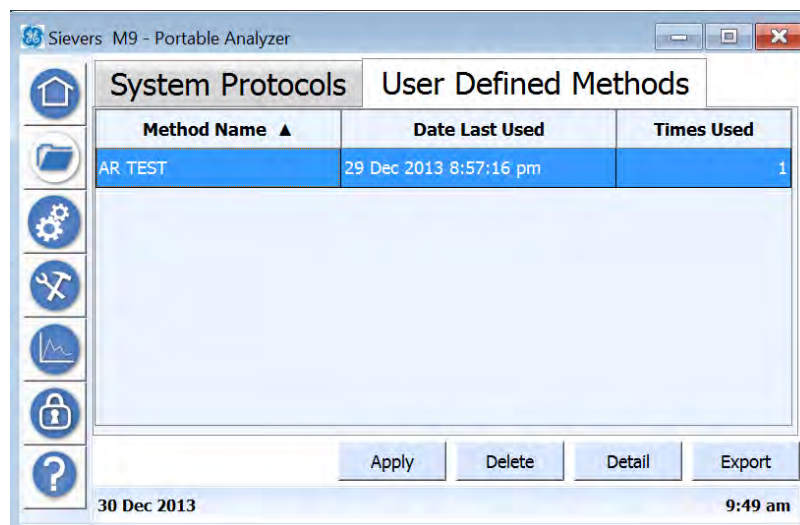 Sievers M9 - Portable Analyzer
System Protocols User Defined Methods
Method Name ▲ Date Last Used Times Used
AR TEST 29 Dec 2013 8:57:16 pm 1
Apply Delete Detail Export
?
30 Dec 2013 9:49 am